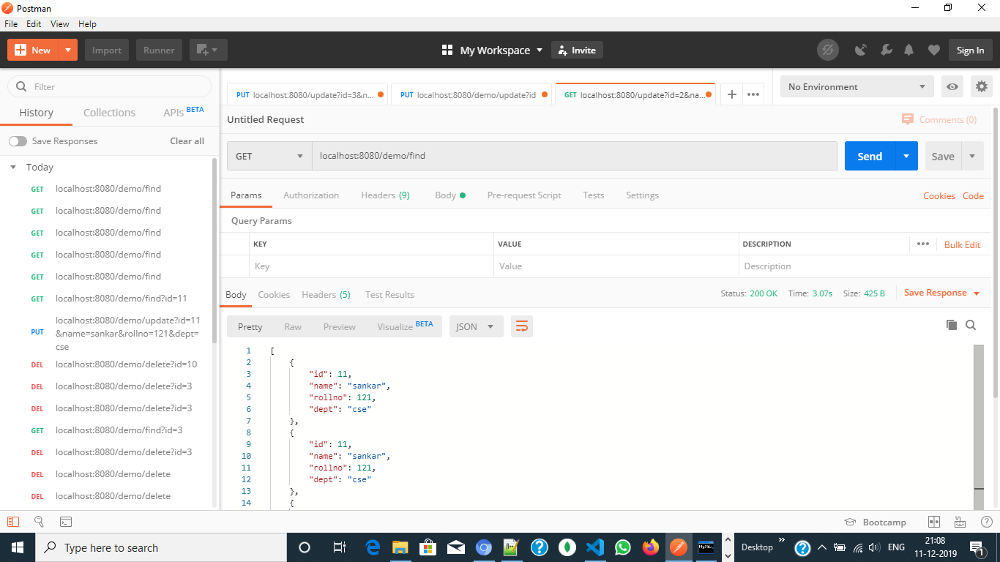 Postman
File Edit View Help
New Import Runner My Workspace Invite Sign In
Filter
History Collections APIs BETA
Save Responses Clear all
Today
GET localhost:8080/demo/find
GET localhost:8080/demo/find
GET localhost:8080/demo/find
GET localhost:8080/demo/find
GET localhost:8080/demo/find
GET localhost:8080/demo/find?id=11
PUT localhost:8080/demo/update?id=11
&name=sankar&rollno=121&dept=
cse
DEL localhost:8080/demo/delete?id=10
DEL localhost:8080/demo/delete?id=3
DEL localhost:8080/demo/delete?id=3
GET localhost:8080/demo/find?id=3
DEL localhost:8080/demo/delete?id=3
DEL localhost:8080/demo/delete
DEL localhost:8080/demo/delete
PUT localhost:8080/update?id=3&n... PUT localhost:8080/demo/update?id GET localhost:8080/update?id=2&na... + ••• No Environment
Untitled Request Comments (0)
GET localhost:8080/demo/find Send Save
Params Authorization Headers (9) Body Pre-request Script Tests Settings Cookies Code
Query Params
KEY VALUE DESCRIPTION ••• Bulk Edit
Key Value Description
Body Cookies Headers (5) Test Results Status: 200 OK Time: 3.07s Size: 425 B Save Response
Pretty Raw Preview Visualize BETA JSON
1 [
2 {
3 "id": 11,
4 "name": "sankar",
5 "rollno": 121,
6 "dept": "cse"
7 },
8 {
9 "id": 11,
10 "name": "sankar",
11 "rollno": 121,
12 "dept": "cse"
13 },
14 {
Bootcamp
Type here to search Desktop ENG 21:08
11-12-2019 1